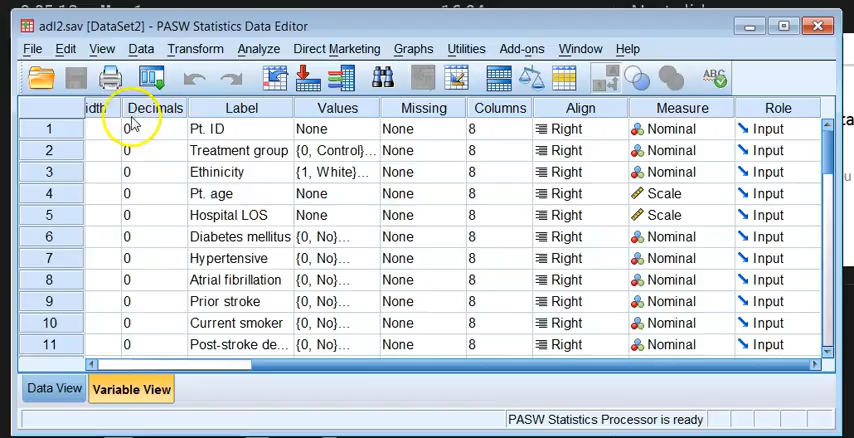 adl2.sav [DataSet2] - PASW Statistics Data Editor
File Edit View Data Transform Analyze Direct Marketing Graphs Utilities Add-ons Window Help
idth Decimals Label Values Missing Columns Align Measure Role
1 0 Pt. ID None None 8 Right Nominal Input
2 0 Treatment group {0, Control}... None 8 Right Nominal Input
3 0 Ethinicity {1, White}... None 8 Right Nominal Input
4 0 Pt. age None None 8 Right Scale Input
5 0 Hospital LOS None None 8 Right Scale Input
6 0 Diabetes mellitus {0, No}... None 8 Right Nominal Input
7 0 Hypertensive {0, No}... None 8 Right Nominal Input
8 0 Atrial fibrillation {0, No}... None 8 Right Nominal Input
9 0 Prior stroke {0, No}... None 8 Right Nominal Input
10 0 Current smoker {0, No}... None 8 Right Nominal Input
11 0 Post-stroke de... {0, No}... None 8 Right Nominal Input
Data View Variable View
PASW Statistics Processor is ready